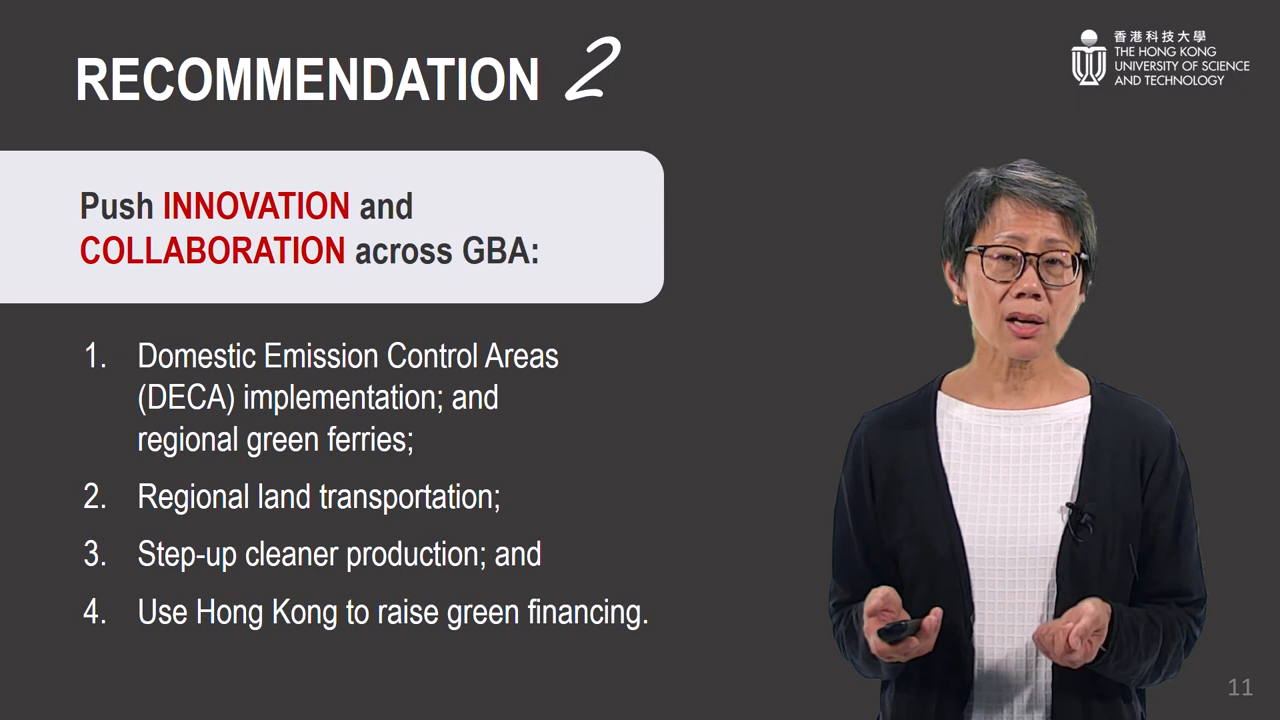 RECOMMENDATION 2
香港科技大學
THE HONG KONG
UNIVERSITY OF SCIENCE
AND TECHNOLOGY
Push INNOVATION and
COLLABORATION across GBA:
1. Domestic Emission Control Areas
(DECA) implementation; and
regional green ferries;
2. Regional land transportation;
3. Step-up cleaner production; and
4. Use Hong Kong to raise green financing.
11